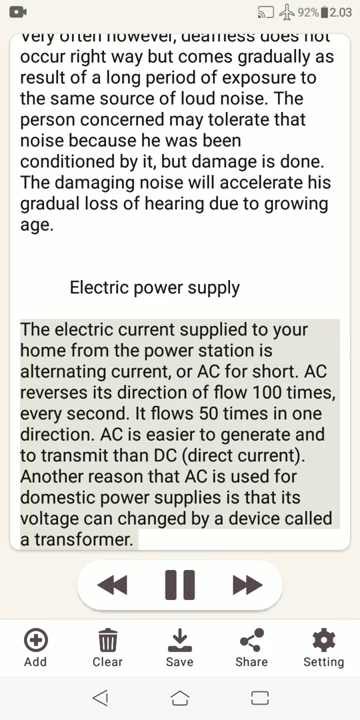 92% 2.03
very often however, deafness does not
occur right way but comes gradually as
result of a long period of exposure to
the same source of loud noise. The
person concerned may tolerate that
noise because he was been
conditioned by it, but damage is done.
The damaging noise will accelerate his
gradual loss of hearing due to growing
age.
Electric power supply
The electric current supplied to your
home from the power station is
alternating current, or AC for short. AC
reverses its direction of flow 100 times,
every second. It flows 50 times in one
direction. AC is easier to generate and
to transmit than DC (direct current).
Another reason that AC is used for
domestic power supplies is that its
voltage can changed by a device called
a transformer.
Add Clear Save Share Setting